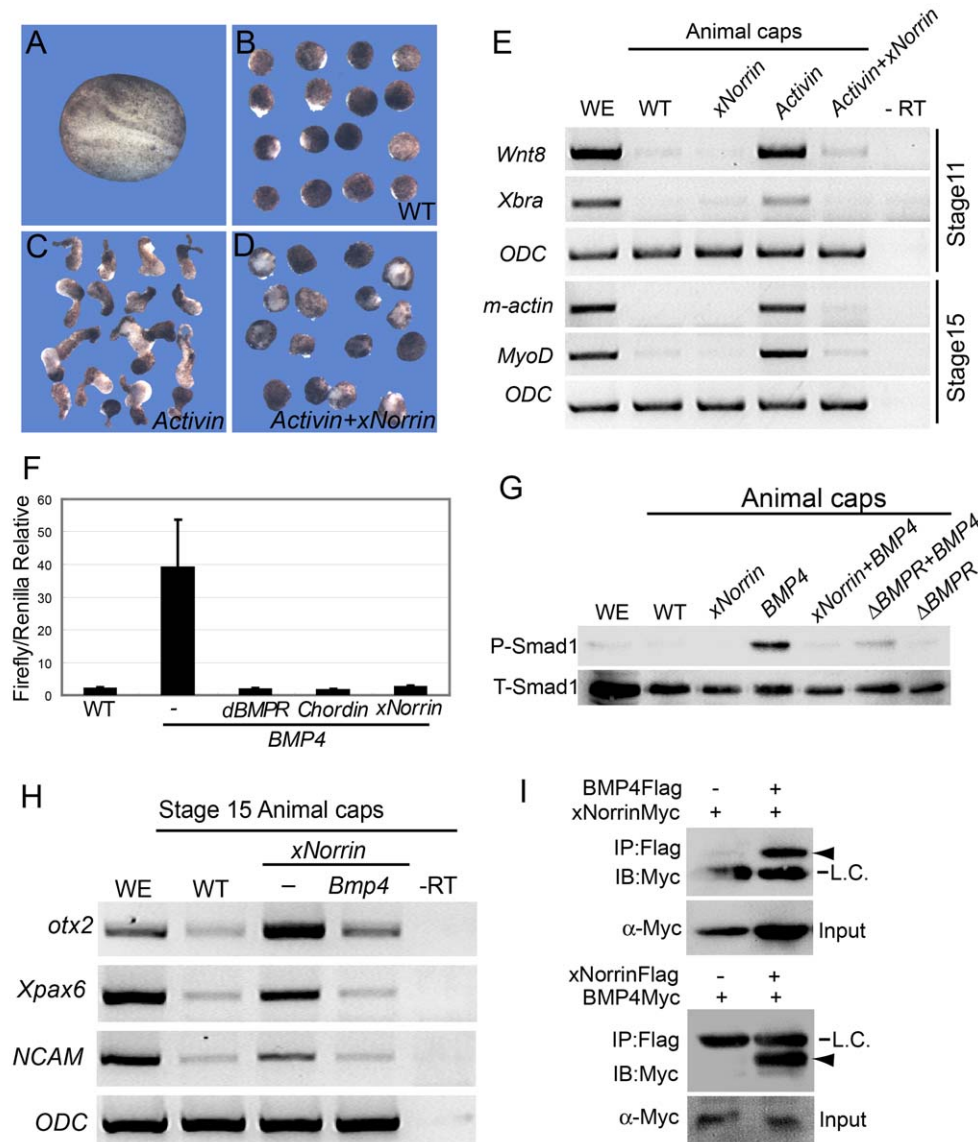 A
B
WT
C
Activin
D
Activin+xNorrin
E
Animal caps
WE WT xNorrin Activin Activin+xNorrin - RT
Wnt8
Xbra
ODC
Stage11
m-actin
MyoD
ODC
Stage15
F
Firefly/Renilla Relative
60
50
40
30
20
10
0
WT - dBMPR Chordin xNorrin
BMP4
G
Animal caps
WE WT xNorrin BMP4 xNorrin+BMP4 ΔBMPR+BMP4 ΔBMPR
P-Smad1
T-Smad1
H
Stage 15 Animal caps
xNorrin
WE WT – Bmp4 -RT
otx2
Xpax6
NCAM
ODC
I
BMP4Flag - +
xNorrinMyc + +
IP:Flag
IB:Myc
-L.C.
α-Myc Input
xNorrinFlag - +
BMP4Myc + +
IP:Flag -L.C.
IB:Myc
α-Myc Input